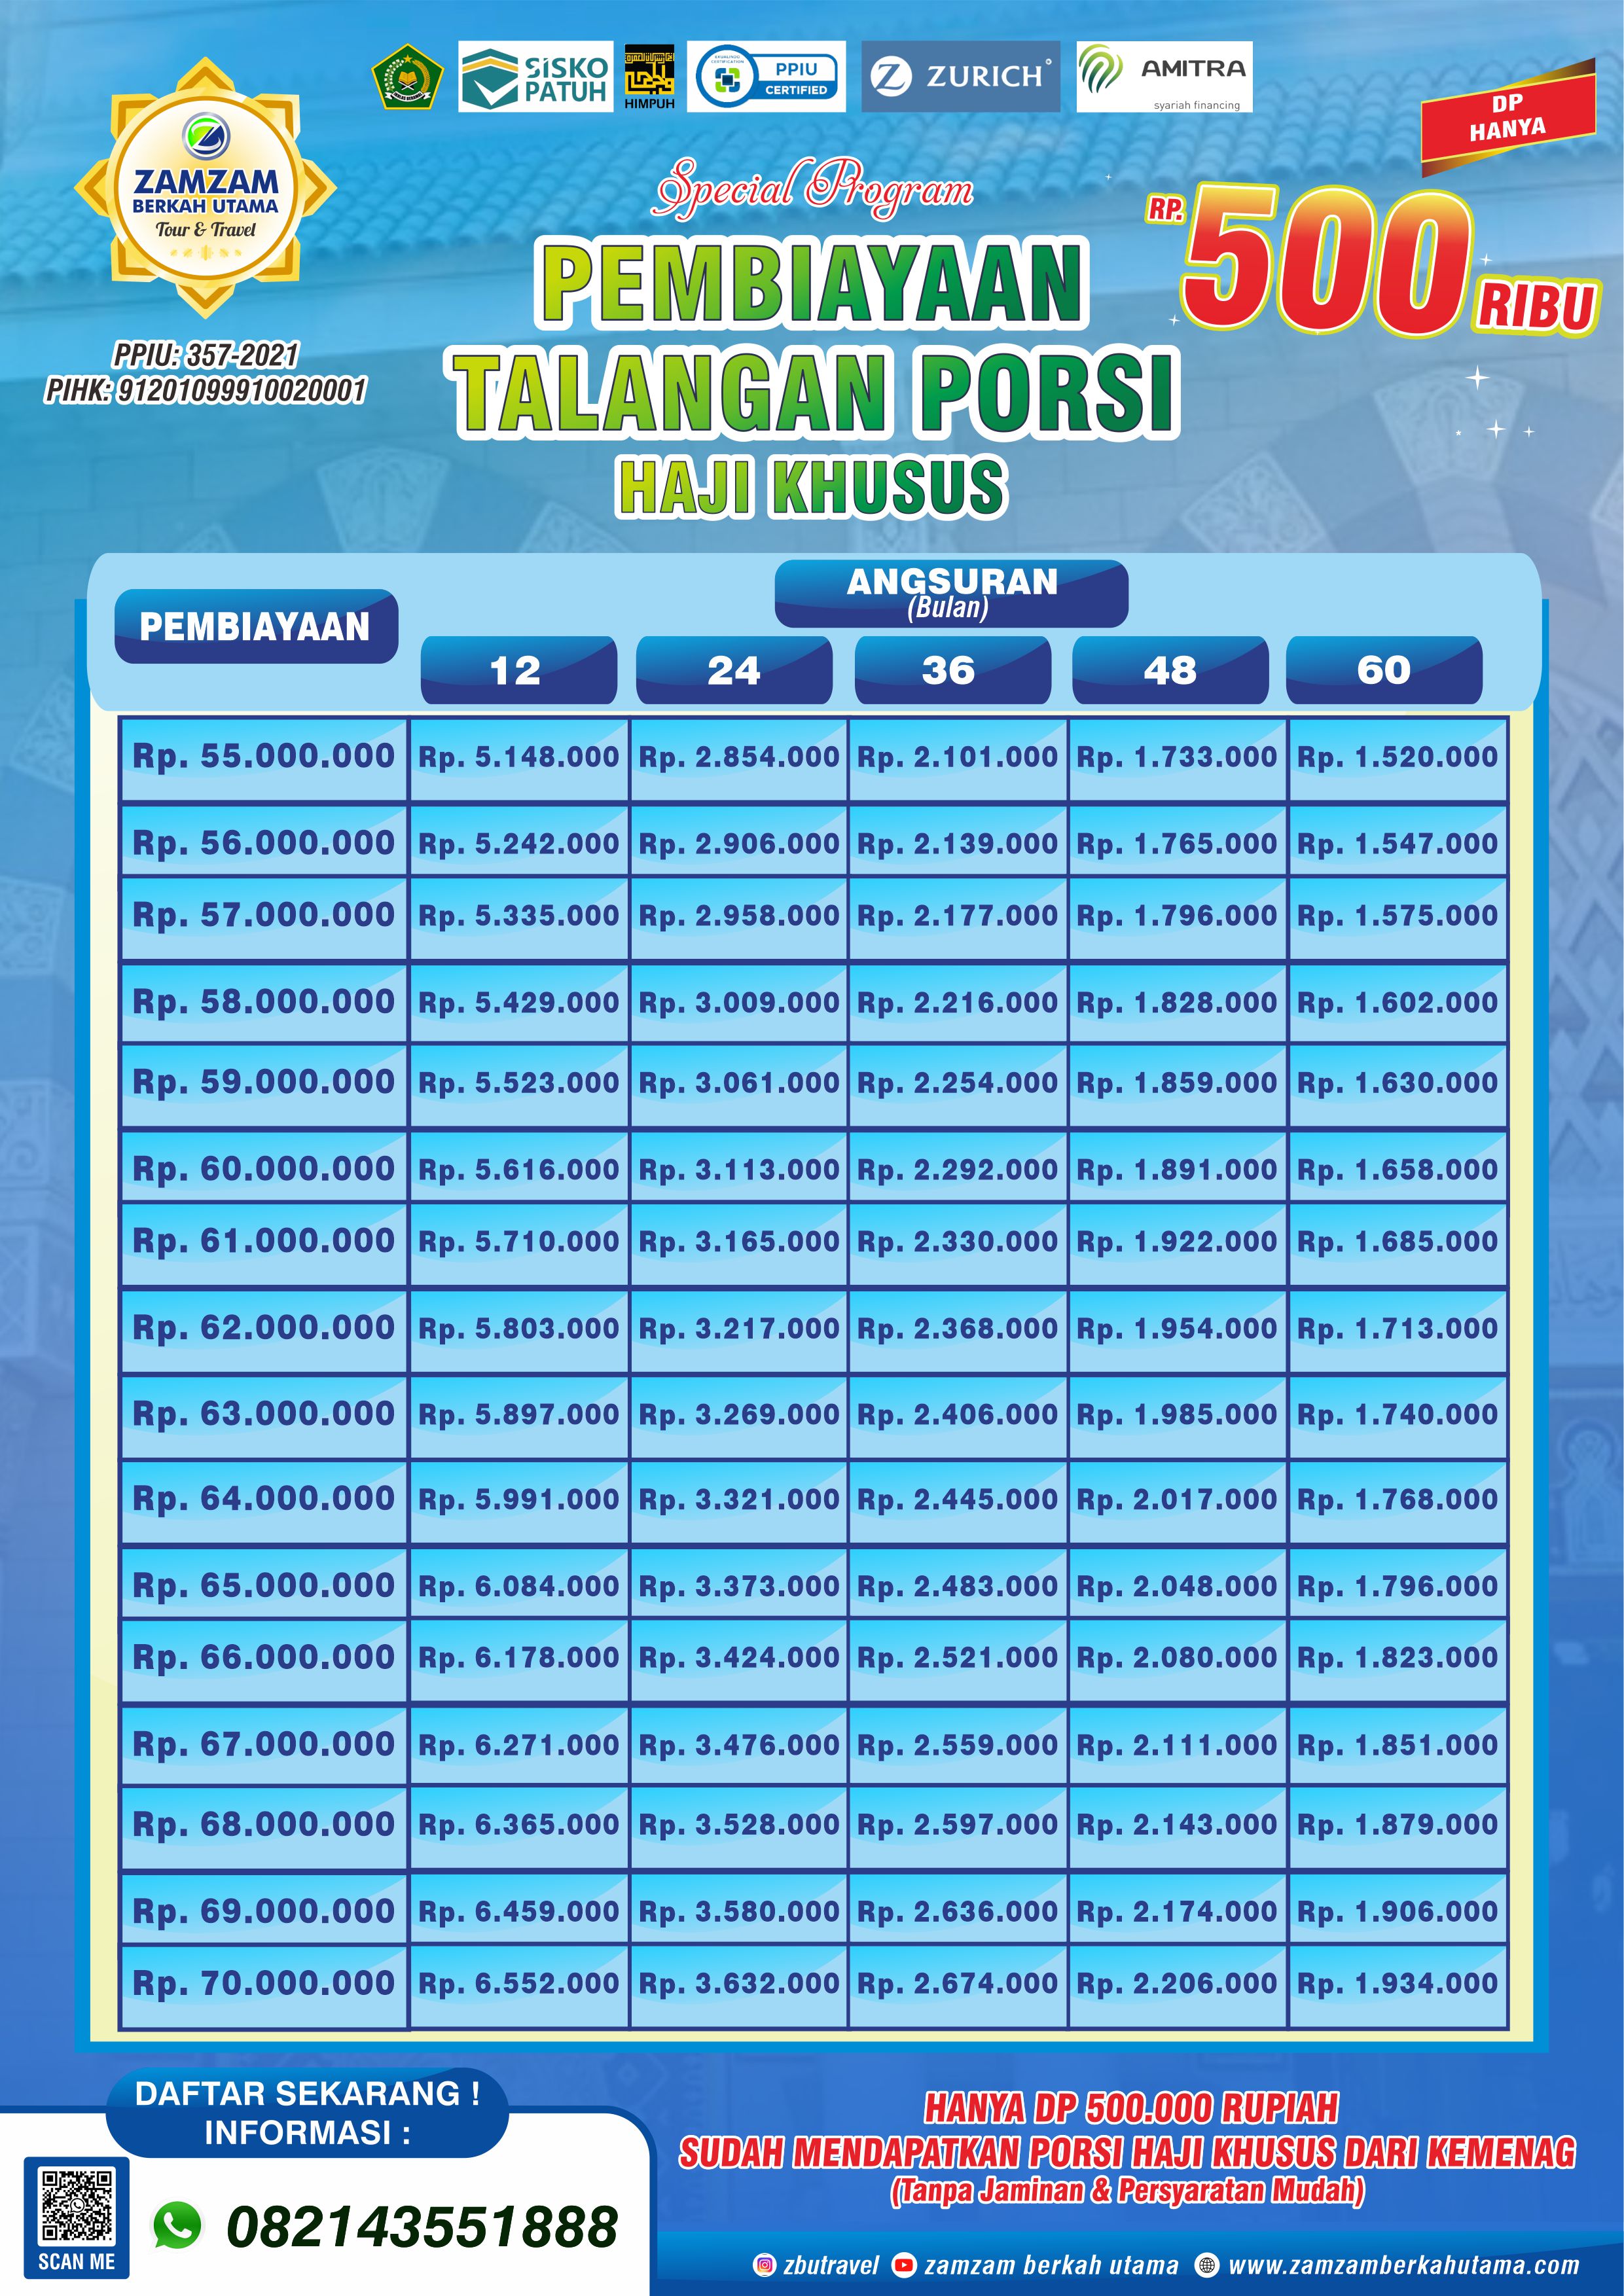 SiSKO
PATUH
HIMPUH
PPIU
CERTIFIED
ZURICH
AMITRA
syariah financing
DP
HANYA
RP. 500 RIBU
ZAMZAM
BERKAH UTAMA
Tour & Travel
PPIU: 357-2021
PIHK: 91201099910020001
Special Program
PEMBIAYAAN
TALANGAN PORSI
HAJI KHUSUS
PEMBIAYAAN
ANGSURAN
(Bulan)
12 24 36 48 60
Rp. 55.000.000 Rp. 5.148.000 Rp. 2.854.000 Rp. 2.101.000 Rp. 1.733.000 Rp. 1.520.000
Rp. 56.000.000 Rp. 5.242.000 Rp. 2.906.000 Rp. 2.139.000 Rp. 1.765.000 Rp. 1.547.000
Rp. 57.000.000 Rp. 5.335.000 Rp. 2.958.000 Rp. 2.177.000 Rp. 1.796.000 Rp. 1.575.000
Rp. 58.000.000 Rp. 5.429.000 Rp. 3.009.000 Rp. 2.216.000 Rp. 1.828.000 Rp. 1.602.000
Rp. 59.000.000 Rp. 5.523.000 Rp. 3.061.000 Rp. 2.254.000 Rp. 1.859.000 Rp. 1.630.000
Rp. 60.000.000 Rp. 5.616.000 Rp. 3.113.000 Rp. 2.292.000 Rp. 1.891.000 Rp. 1.658.000
Rp. 61.000.000 Rp. 5.710.000 Rp. 3.165.000 Rp. 2.330.000 Rp. 1.922.000 Rp. 1.685.000
Rp. 62.000.000 Rp. 5.803.000 Rp. 3.217.000 Rp. 2.368.000 Rp. 1.954.000 Rp. 1.713.000
Rp. 63.000.000 Rp. 5.897.000 Rp. 3.269.000 Rp. 2.406.000 Rp. 1.985.000 Rp. 1.740.000
Rp. 64.000.000 Rp. 5.991.000 Rp. 3.321.000 Rp. 2.445.000 Rp. 2.017.000 Rp. 1.768.000
Rp. 65.000.000 Rp. 6.084.000 Rp. 3.373.000 Rp. 2.483.000 Rp. 2.048.000 Rp. 1.796.000
Rp. 66.000.000 Rp. 6.178.000 Rp. 3.424.000 Rp. 2.521.000 Rp. 2.080.000 Rp. 1.823.000
Rp. 67.000.000 Rp. 6.271.000 Rp. 3.476.000 Rp. 2.559.000 Rp. 2.111.000 Rp. 1.851.000
Rp. 68.000.000 Rp. 6.365.000 Rp. 3.528.000 Rp. 2.597.000 Rp. 2.143.000 Rp. 1.879.000
Rp. 69.000.000 Rp. 6.459.000 Rp. 3.580.000 Rp. 2.636.000 Rp. 2.174.000 Rp. 1.906.000
Rp. 70.000.000 Rp. 6.552.000 Rp. 3.632.000 Rp. 2.674.000 Rp. 2.206.000 Rp. 1.934.000
DAFTAR SEKARANG !
INFORMASI :
SCAN ME
082143551888
HANYA DP 500.000 RUPIAH
SUDAH MENDAPATKAN PORSI HAJI KHUSUS DARI KEMENAG
(Tanpa Jaminan & Persyaratan Mudah)
zbutravel zamzam berkah utama www.zamzamberkahutama.com